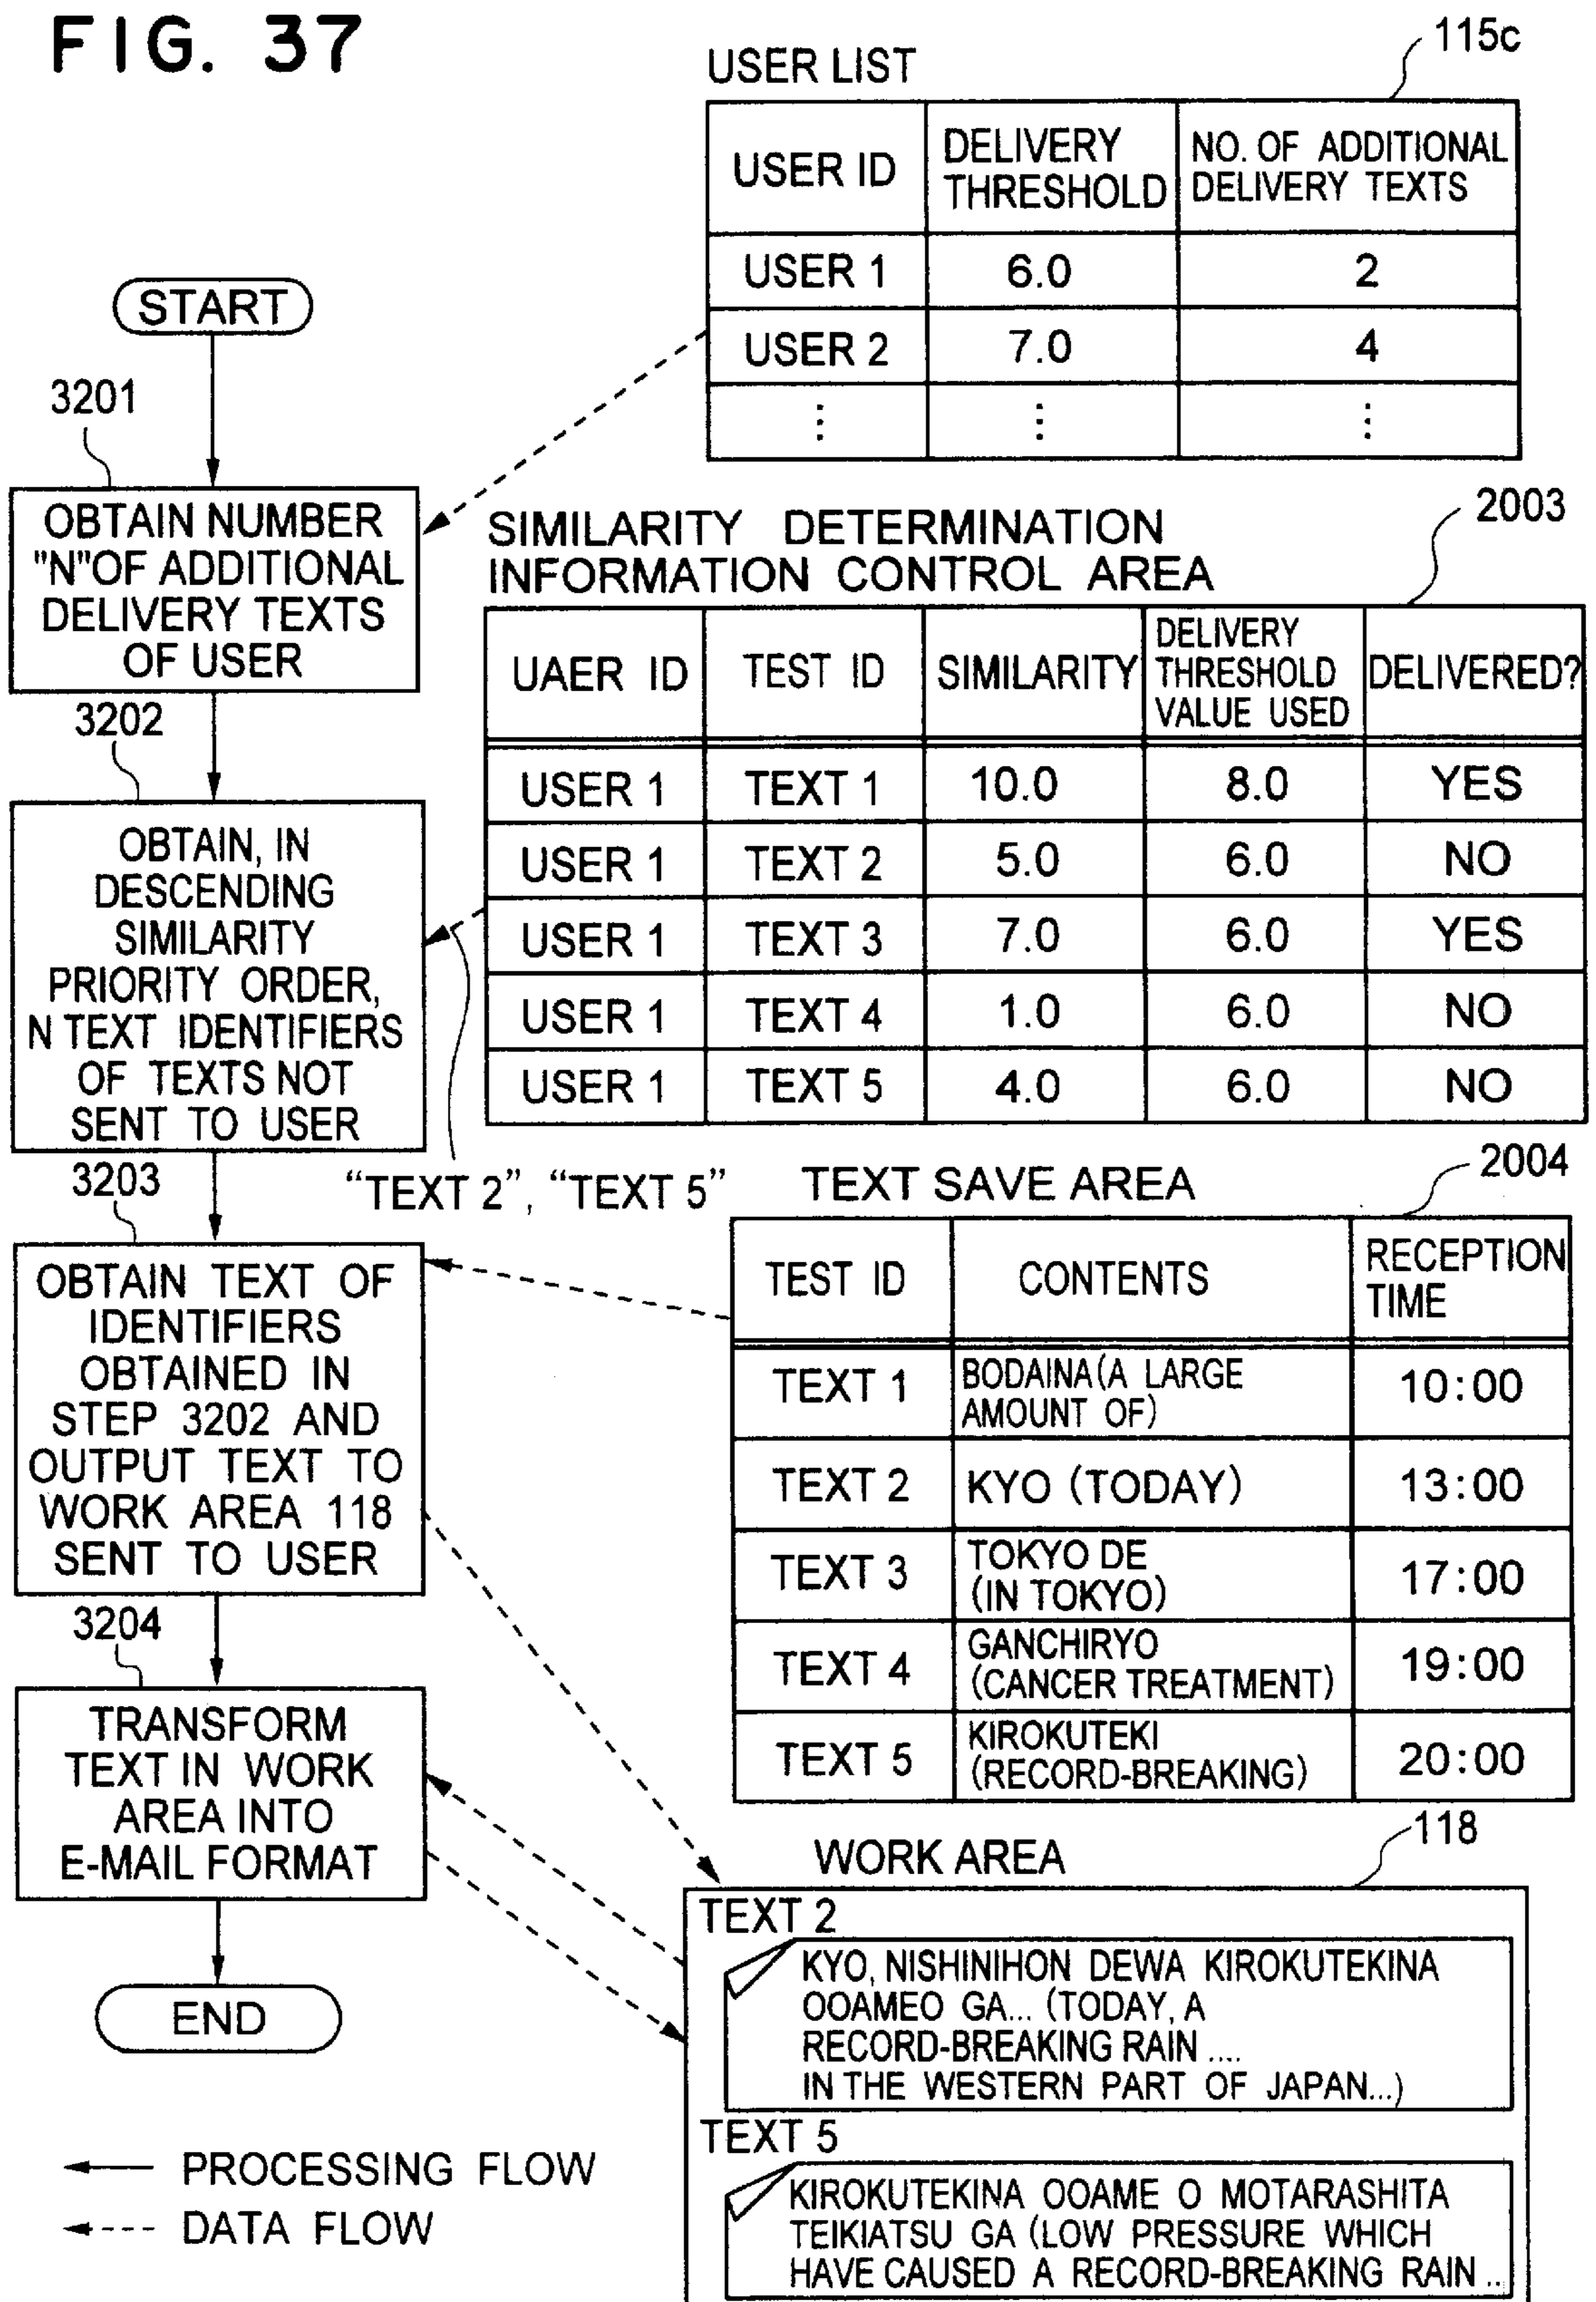 FIG. 37
115c
USER LIST
USER ID
DELIVERY
THRESHOLD
NO. OF ADDITIONAL
DELIVERY TEXTS
USER 1
6.0
2
USER 2
7.0
4
⋮
⋮
⋮
START
3201
OBTAIN NUMBER
"N"OF ADDITIONAL
DELIVERY TEXTS
OF USER
2003
SIMILARITY DETERMINATION
INFORMATION CONTROL AREA
UAER ID
TEST ID
SIMILARITY
DELIVERY
THRESHOLD
VALUE USED
DELIVERED?
USER 1
TEXT 1
10.0
8.0
YES
USER 1
TEXT 2
5.0
6.0
NO
USER 1
TEXT 3
7.0
6.0
YES
USER 1
TEXT 4
1.0
6.0
NO
USER 1
TEXT 5
4.0
6.0
NO
3202
OBTAIN, IN
DESCENDING
SIMILARITY
PRIORITY ORDER,
N TEXT IDENTIFIERS
OF TEXTS NOT
SENT TO USER
“TEXT 2”, “TEXT 5”
3203
OBTAIN TEXT OF
IDENTIFIERS
OBTAINED IN
STEP 3202 AND
OUTPUT TEXT TO
WORK AREA 118
SENT TO USER
2004
TEXT SAVE AREA
TEST ID
CONTENTS
RECEPTION
TIME
TEXT 1
BODAINA(A LARGE
AMOUNT OF)
10:00
TEXT 2
KYO (TODAY)
13:00
TEXT 3
TOKYO DE
(IN TOKYO)
17:00
TEXT 4
GANCHIRYO
(CANCER TREATMENT)
19:00
TEXT 5
KIROKUTEKI
(RECORD-BREAKING)
20:00
3204
TRANSFORM
TEXT IN WORK
AREA INTO
E-MAIL FORMAT
END
118
WORK AREA
TEXT 2
KYO, NISHINIHON DEWA KIROKUTEKINA
OOAMEO GA... (TODAY, A
RECORD-BREAKING RAIN ....
IN THE WESTERN PART OF JAPAN...)
TEXT 5
KIROKUTEKINA OOAME O MOTARASHITA
TEIKIATSU GA (LOW PRESSURE WHICH
HAVE CAUSED A RECORD-BREAKING RAIN ..
PROCESSING FLOW
DATA FLOW